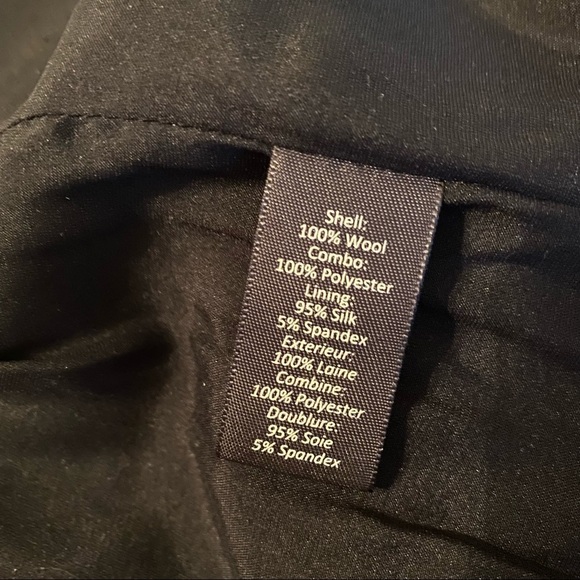 Shell:
100% Wool
Combo:
100% Polyester
Lining:
95% Silk
5% Spandex
Exterieur:
100% Laine
Combine:
100% Polyester
Doublure:
95% Soie
5% Spandex